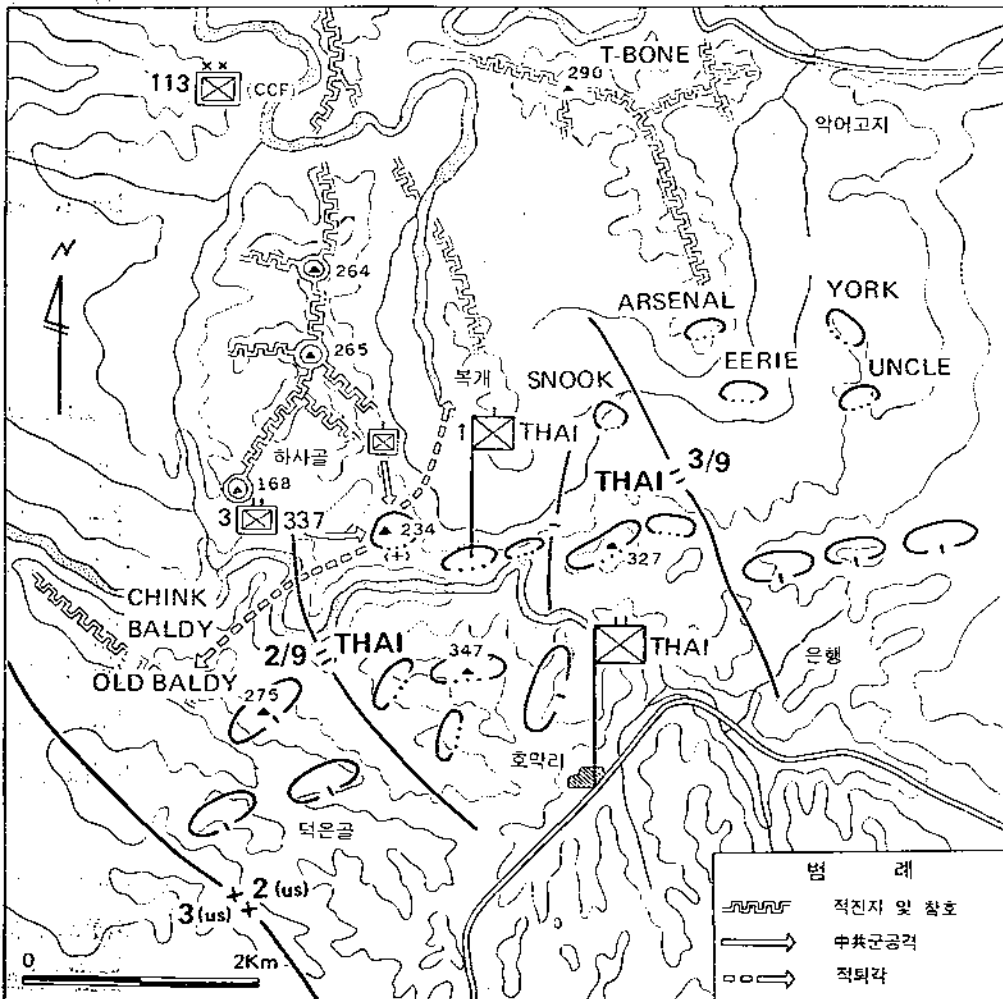 T-BONE
290
××
113
(CCF)
악어고지
N
264
ARSENAL
YORK
265
EERIE
UNCLE
복개
SNOOK
1
THAI
3/9
하사골
THAI
168
3
337
234
(+)
327
CHINK
BALDY
THAI
THAI
2/9
347
은행
OLD BALDY
275
호막리
덕은골
2 (us)
3 (us)
0
2Km
범 례
적진지 및 참호
中共군공격
적퇴각